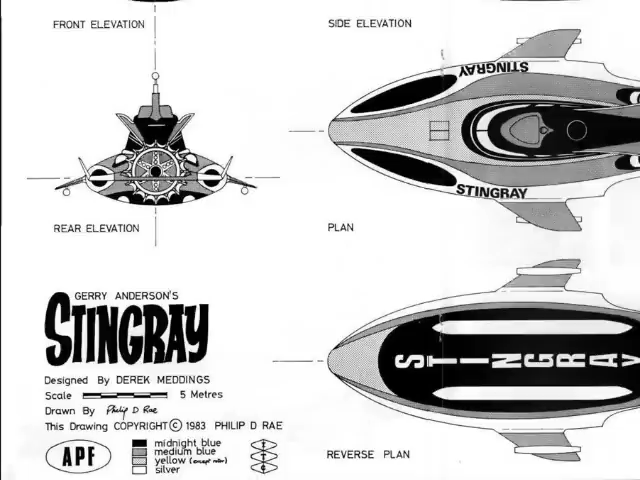 FRONT ELEVATION
SIDE ELEVATION
STINGRAY
STINGRAY
REAR ELEVATION
PLAN
GERRY ANDERSON'S
STINGRAY
STINGRAY
Designed By DEREK MEDDINGS
Scale 5 Metres
Drawn By Philip D Rae
This Drawing COPYRIGHT © 1983 PHILIP D RAE
APF
midnight blue
medium blue
yellow (except rotor)
silver
REVERSE PLAN